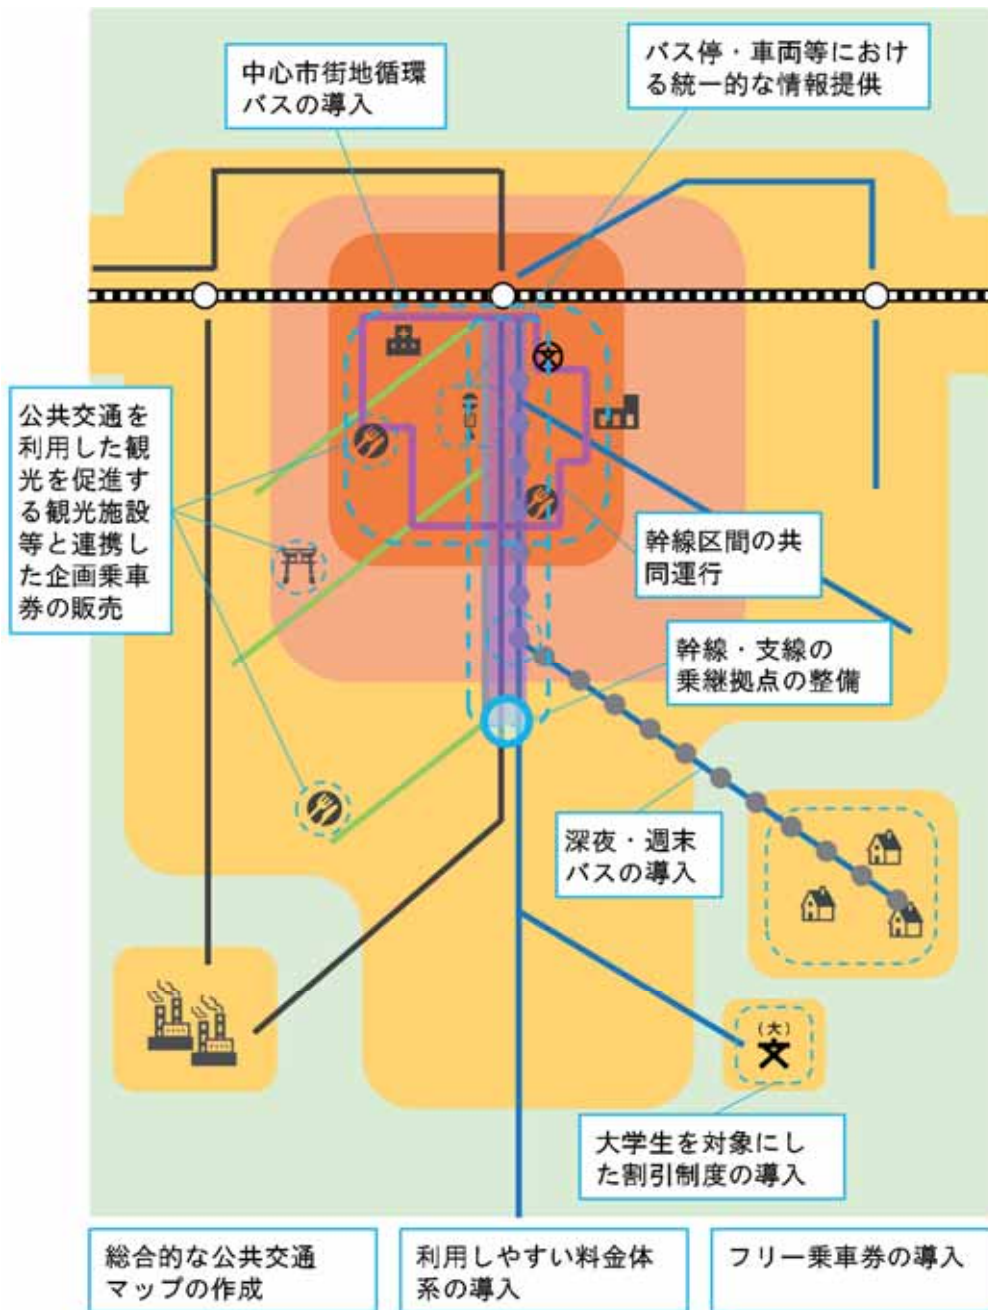 中心市街地循環
バスの導入
バス停・車両等におけ
る統一的な情報提供
公共交通を
利用した観
光を促進す
る観光施設
等と連携し
た企画乗車
券の販売
文
幹線区間の共
同運行
幹線・支線の
乗継拠点の整備
深夜・週末
バスの導入
(大)
文
大学生を対象にし
た割引制度の導入
総合的な公共交通
マップの作成
利用しやすい料金体
系の導入
フリー乗車券の導入